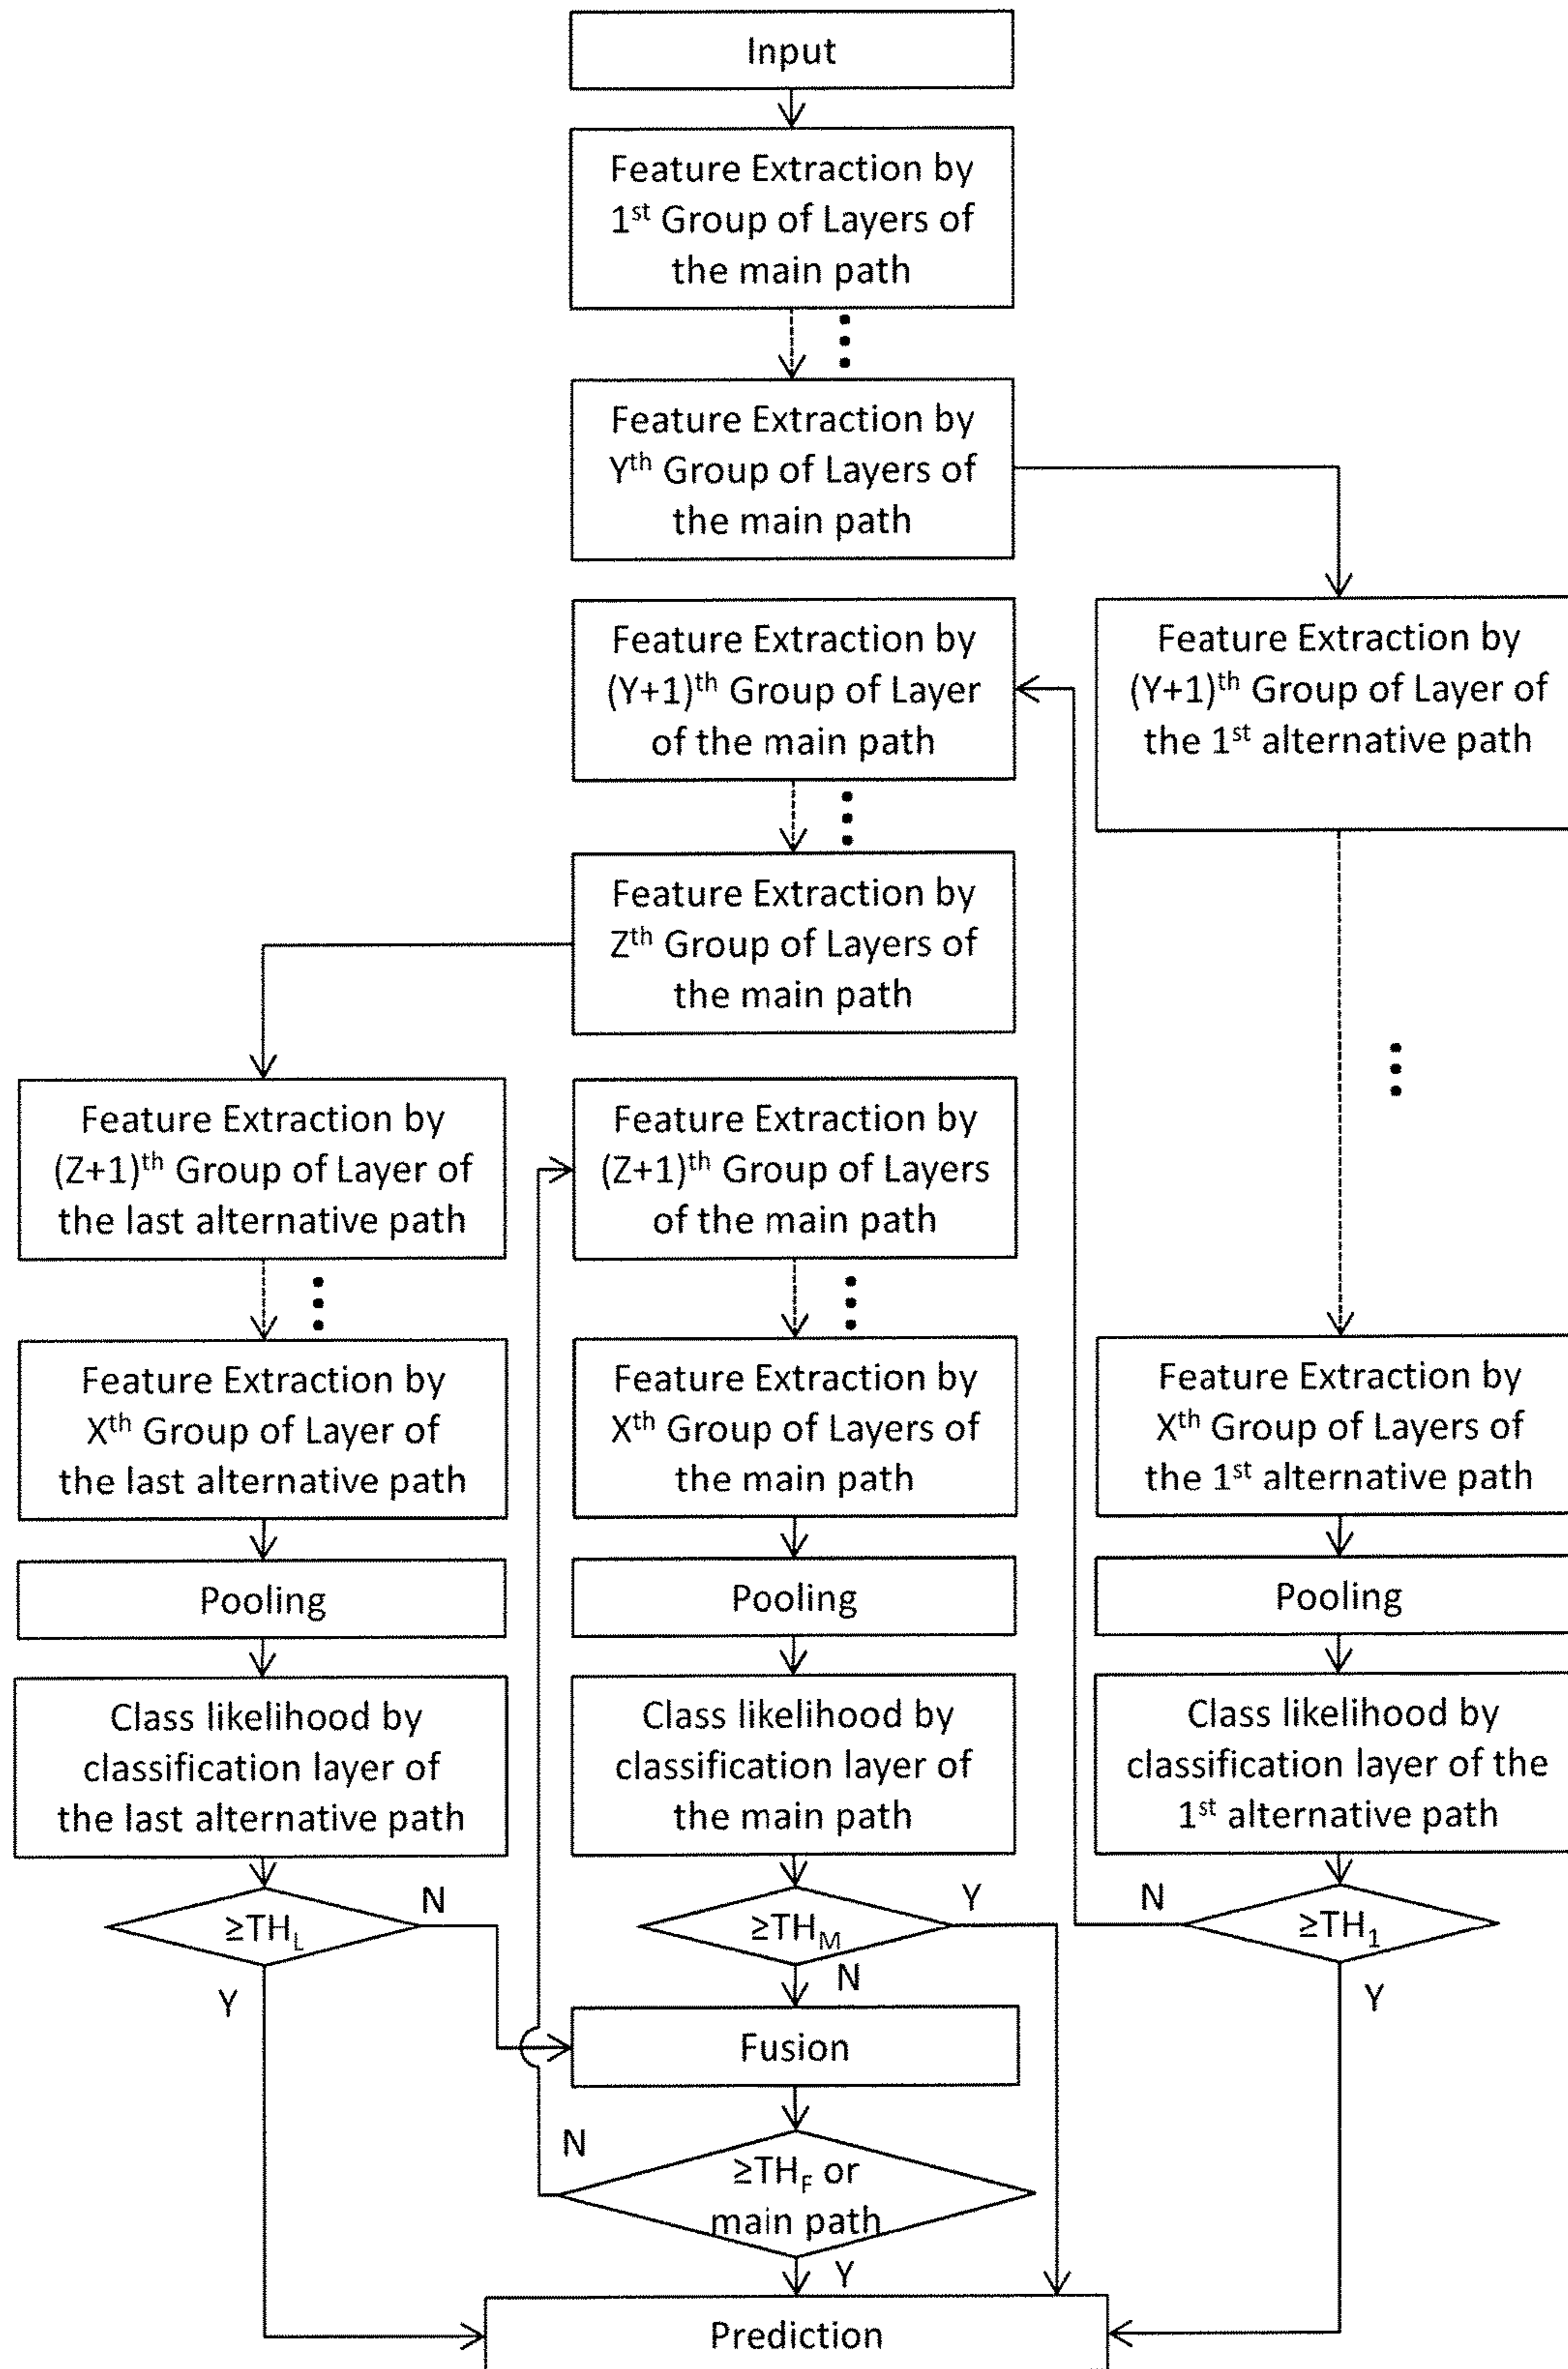 Input
Feature Extraction by
1st Group of Layers of
the main path
Feature Extraction by
Yth Group of Layers of
the main path
Feature Extraction by
(Y+1)th Group of Layer
of the main path
Feature Extraction by
(Y+1)th Group of Layer of
the 1st alternative path
Feature Extraction by
Zth Group of Layers of
the main path
Feature Extraction by
(Z+1)th Group of Layer of
the last alternative path
Feature Extraction by
(Z+1)th Group of Layers
of the main path
Feature Extraction by
Xth Group of Layer of
the last alternative path
Feature Extraction by
Xth Group of Layers of
the main path
Feature Extraction by
Xth Group of Layers of
the 1st alternative path
Pooling
Pooling
Pooling
Class likelihood by
classification layer of
the last alternative path
Class likelihood by
classification layer of
the main path
Class likelihood by
classification layer of the
1st alternative path
≥THL
N
Y
≥THM
Y
N
≥TH1
N
Y
Fusion
≥THF or
main path
N
Y
Prediction